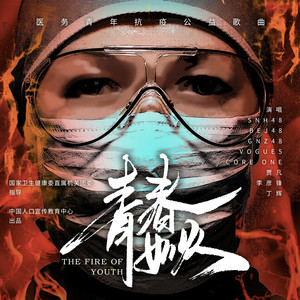 医务青年抗疫公益歌曲
演唱
SNH48
BEJ48
GNZ48
VOGUES
CORE ONE
贾凡
李彦锋
丁辉
国家卫生健康委直属机关团委
指导
中国人口宣传教育中心
出品
青春如火
THE FIRE OF
YOUTH